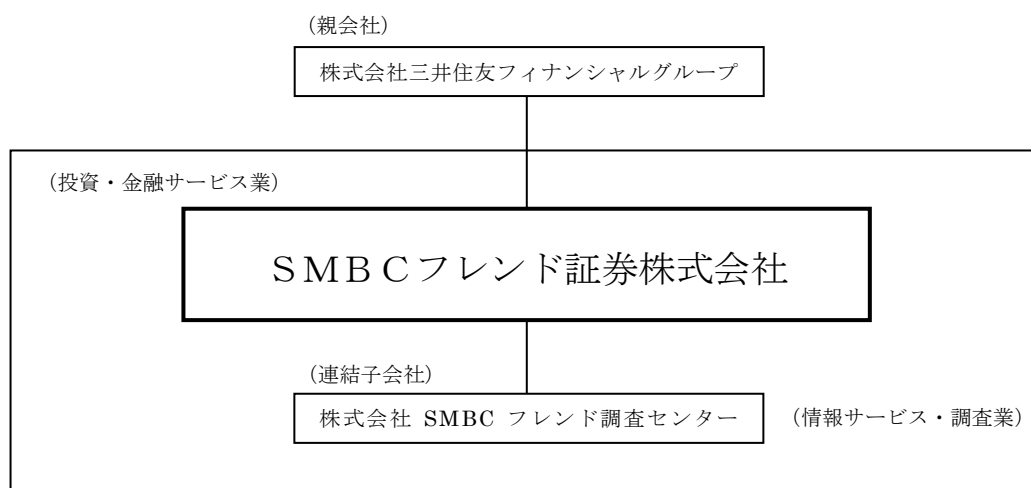 （親会社）
株式会社三井住友フィナンシャルグループ
（投資・金融サービス業）
ＳＭＢＣフレンド証券株式会社
（連結子会社）
株式会社 SMBC フレンド調査センター （情報サービス・調査業）